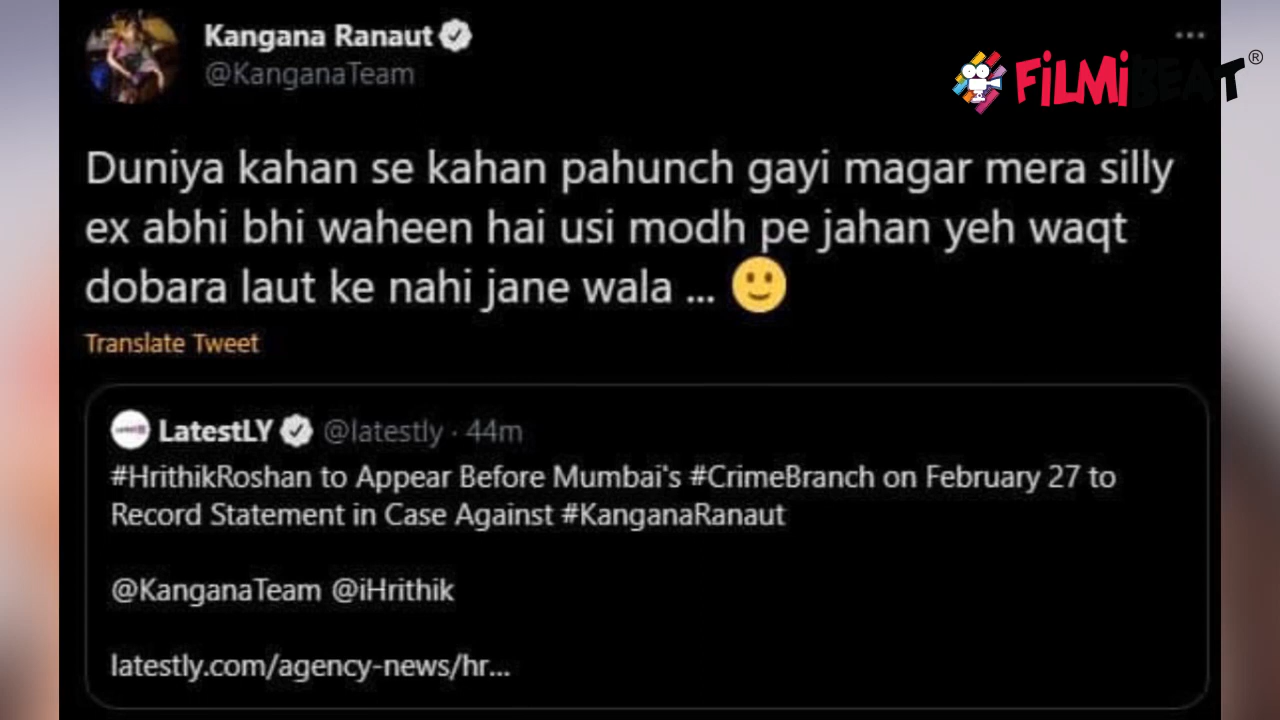 Kangana Ranaut
@KanganaTeam
FiLMiBEAT®
Duniya kahan se kahan pahunch gayi magar mera silly
ex abhi bhi waheen hai usi modh pe jahan yeh waqt
dobara laut ke nahi jane wala ... 🙂
Translate Tweet
LatestLY @latestly · 44m
#HrithikRoshan to Appear Before Mumbai's #CrimeBranch on February 27 to
Record Statement in Case Against #KanganaRanaut
@KanganaTeam @iHrithik
latestly.com/agency-news/hr...